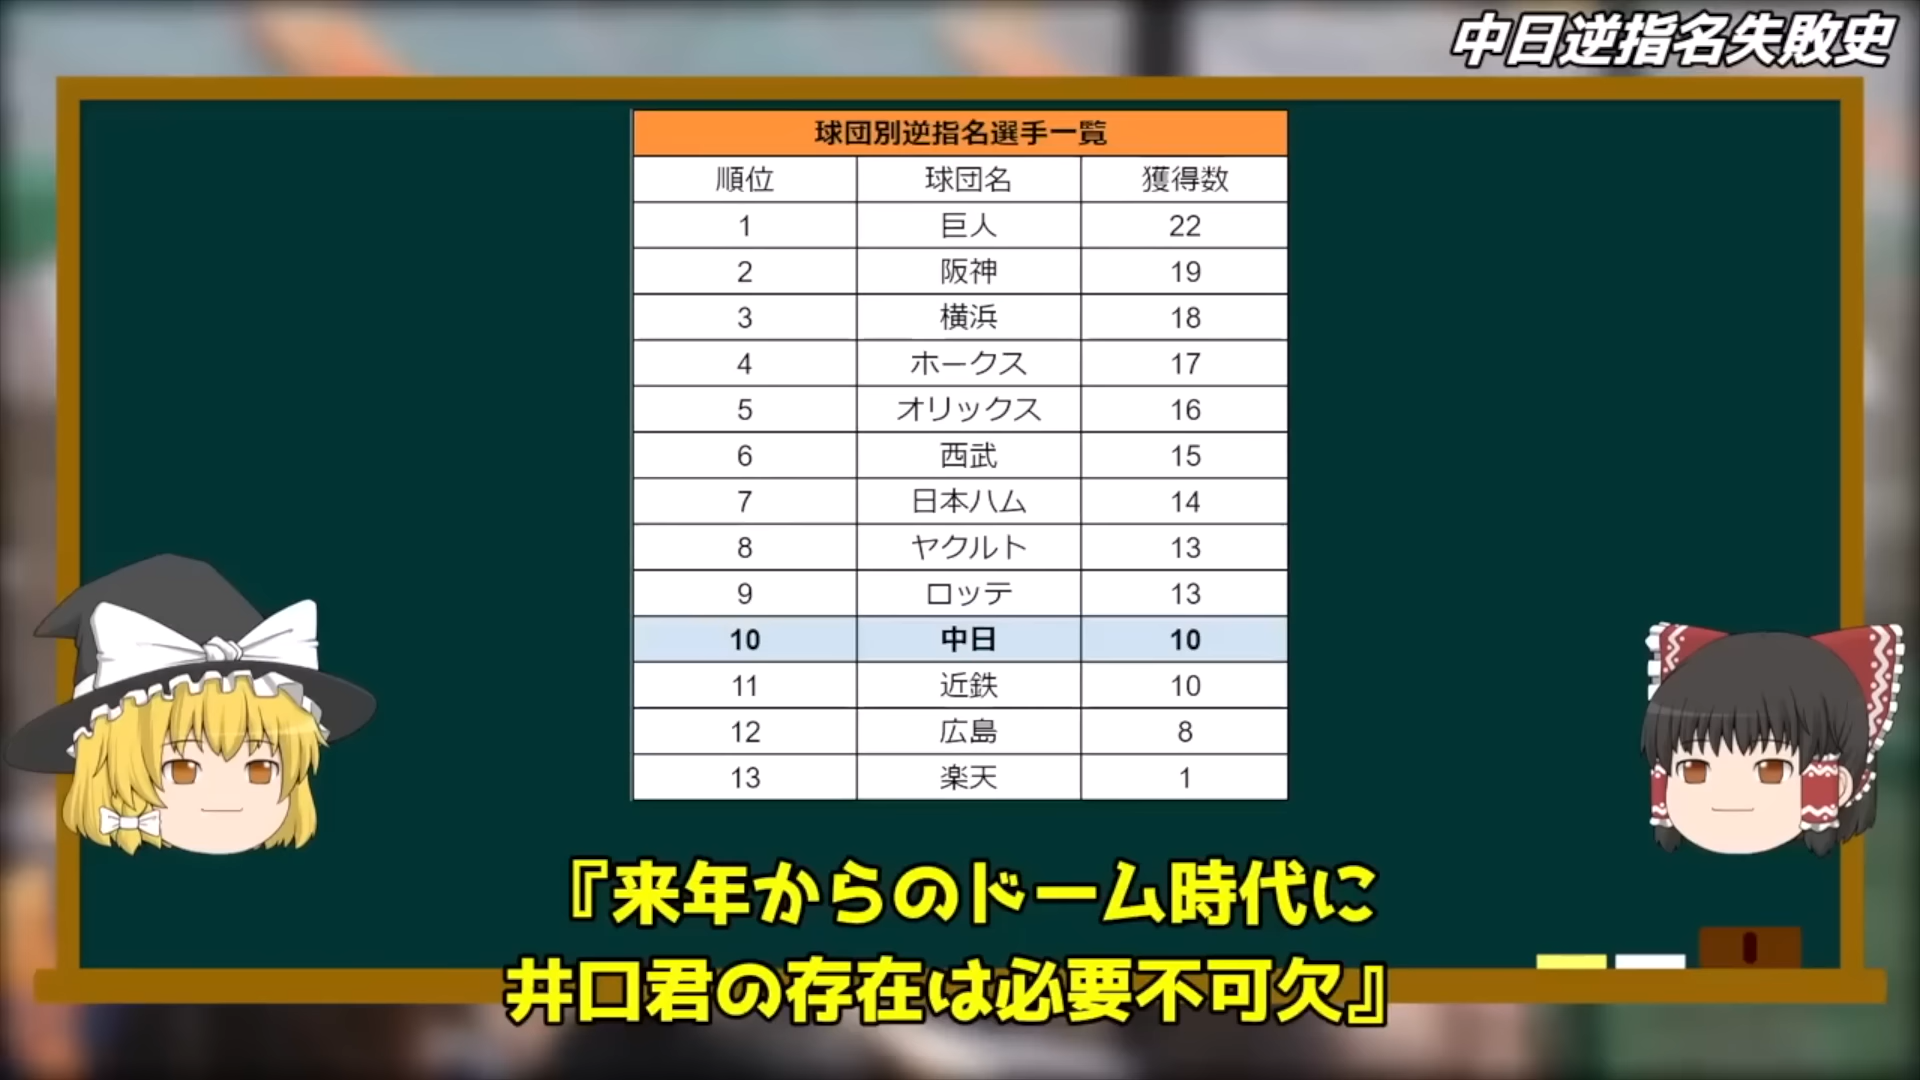 中日逆指名失敗史
球団別逆指名選手一覧
順位 球団名 獲得数
1 巨人 22
2 阪神 19
3 横浜 18
4 ホークス 17
5 オリックス 16
6 西武 15
7 日本ハム 14
8 ヤクルト 13
9 ロッテ 13
10 中日 10
11 近鉄 10
12 広島 8
13 楽天 1
『来年からのドーム時代に
井口君の存在は必要不可欠』